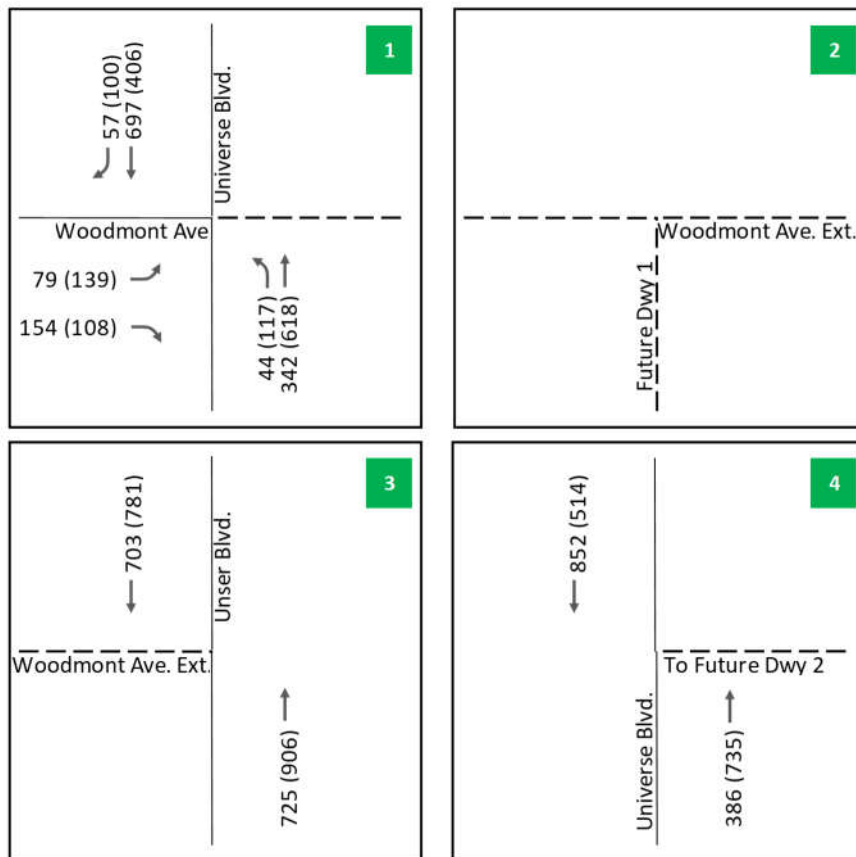 1
57 (100)
697 (406)
Universe Blvd.
Woodmont Ave
79 (139)
154 (108)
44 (117)
342 (618)
2
Woodmont Ave. Ext.
Future Dwy 1
3
703 (781)
Unser Blvd.
Woodmont Ave. Ext.
725 (906)
4
852 (514)
To Future Dwy 2
Universe Blvd.
386 (735)